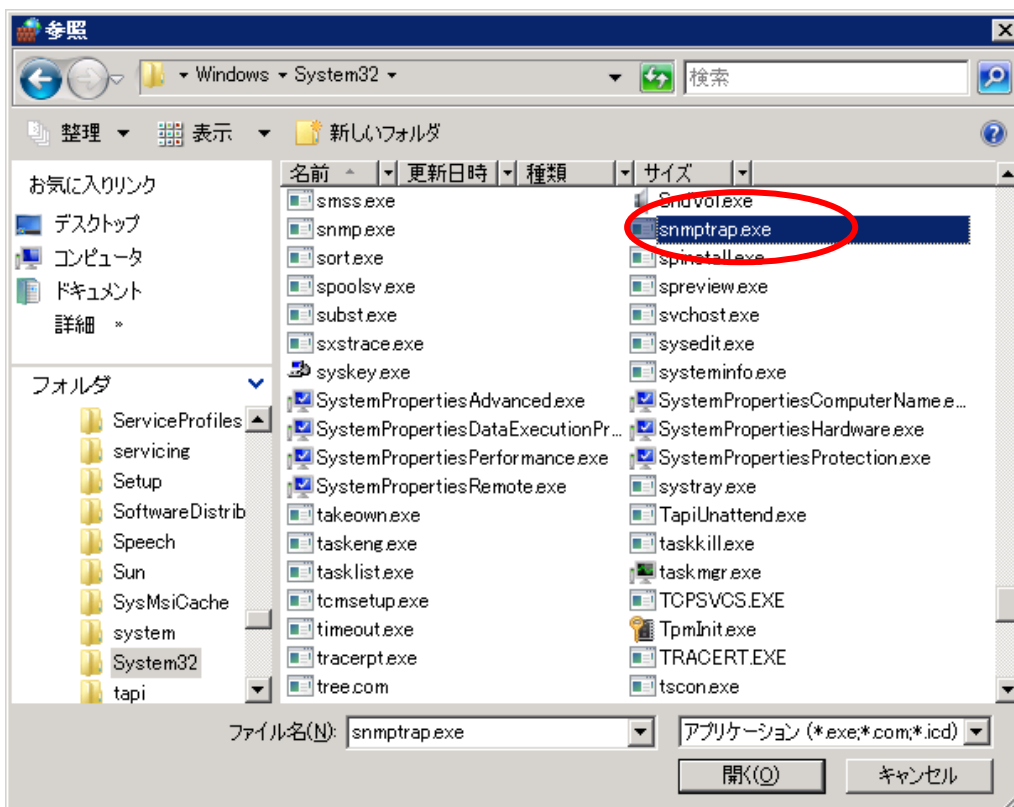 参照
Windows System32
検索
整理 表示 新しいフォルダ
お気に入りリンク
デスクトップ
コンピュータ
ドキュメント
詳細 »
フォルダ
ServiceProfiles
servicing
Setup
SoftwareDistrib
Speech
Sun
SysMsiCache
system
System32
tapi
名前 更新日時 種類 サイズ
smss.exe SndVol.exe
snmp.exe snmptrap.exe
sort.exe spinstall.exe
spoolsv.exe spreview.exe
subst.exe svchost.exe
sxstrace.exe sysedit.exe
syskey.exe systeminfo.exe
SystemPropertiesAdvanced.exe SystemPropertiesComputerName.e...
SystemPropertiesDataExecutionPr... SystemPropertiesHardware.exe
SystemPropertiesPerformance.exe SystemPropertiesProtection.exe
SystemPropertiesRemote.exe systray.exe
takeown.exe TapiUnattend.exe
taskeng.exe taskkill.exe
tasklist.exe taskmgr.exe
tcmsetup.exe TCPSVCS.EXE
timeout.exe TpmInit.exe
tracerpt.exe TRACERT.EXE
tree.com tscon.exe
ファイル名(N): snmptrap.exe アプリケーション (*.exe;*.com;*.icd)
開く(O) キャンセル